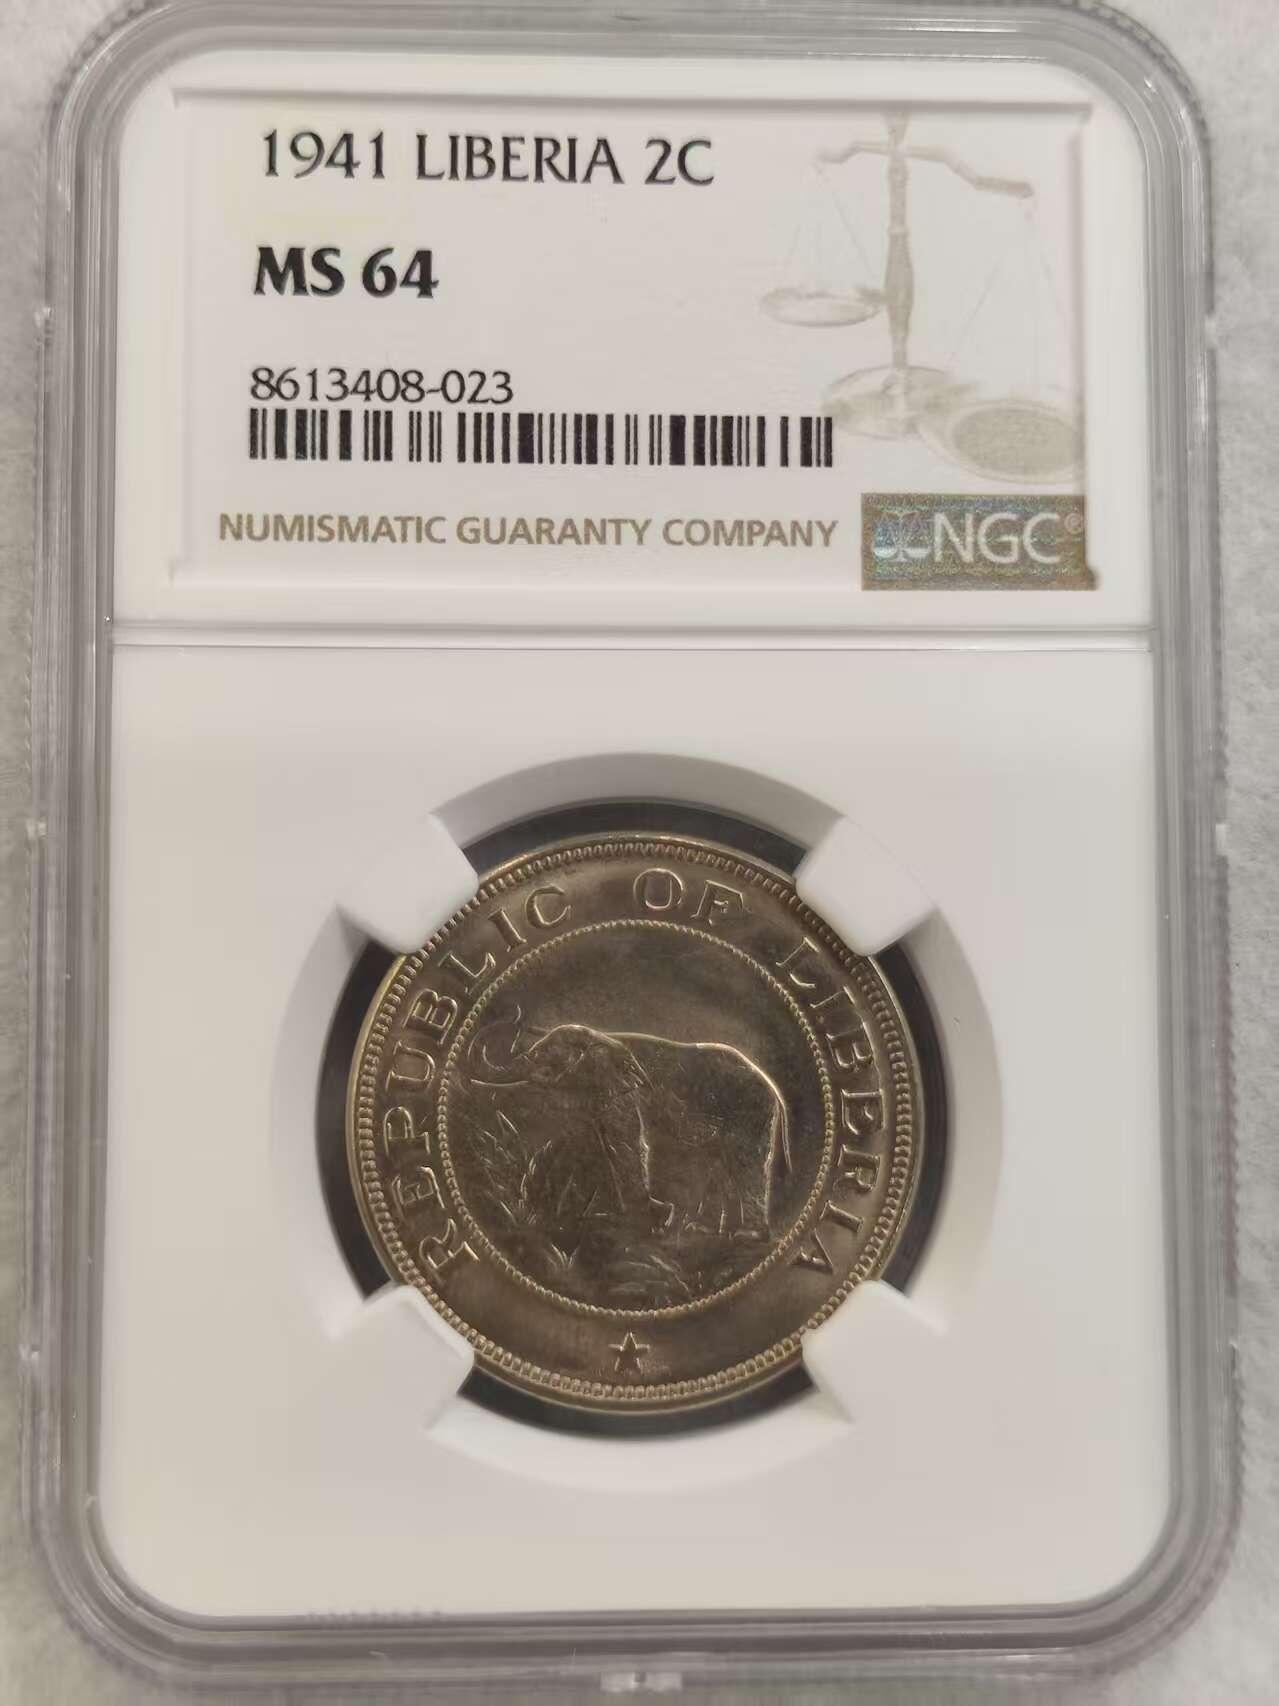 1941 LIBERIA 2C
MS 64
8613408-023
NUMISMATIC GUARANTY COMPANY
NGC®
REPUBLIC OF LIBERIA